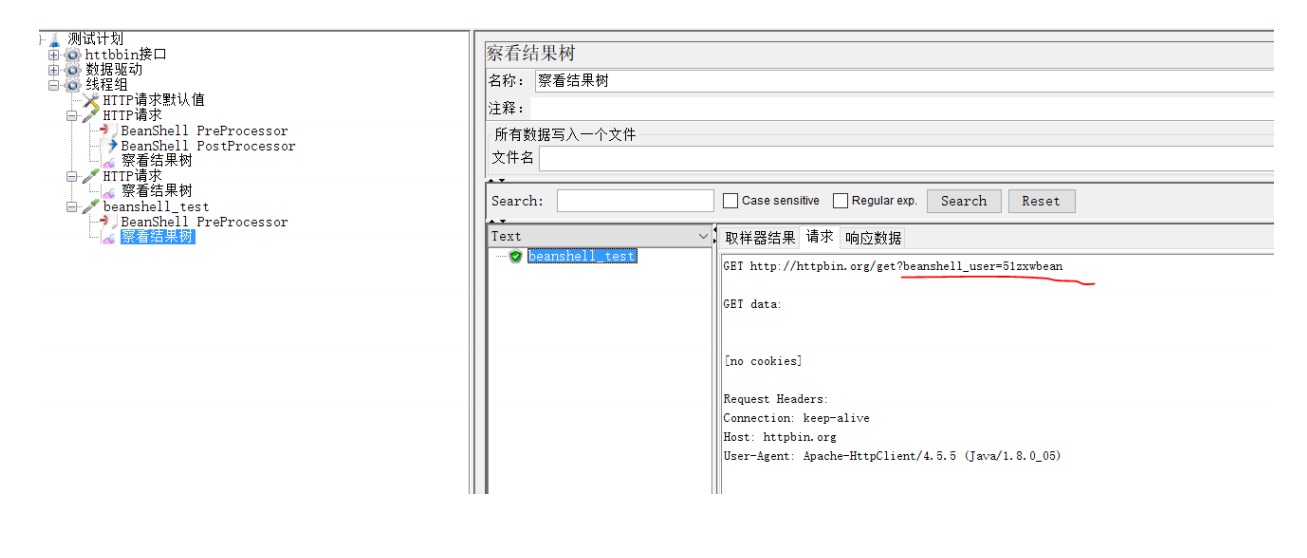 测试计划
httbbin接口
数据驱动
线程组
HTTP请求默认值
HTTP请求
BeanShell PreProcessor
BeanShell PostProcessor
察看结果树
HTTP请求
察看结果树
beanshell_test
BeanShell PreProcessor
察看结果树
察看结果树
名称： 察看结果树
注释：
所有数据写入一个文件
文件名
Search: Case sensitive Regular exp. Search Reset
Text
beanshell_test
取样器结果 请求 响应数据
GET http://httpbin.org/get?beanshell_user=51zxwbean
GET data:
[no cookies]
Request Headers:
Connection: keep-alive
Host: httpbin.org
User-Agent: Apache-HttpClient/4.5.5 (Java/1.8.0_05)